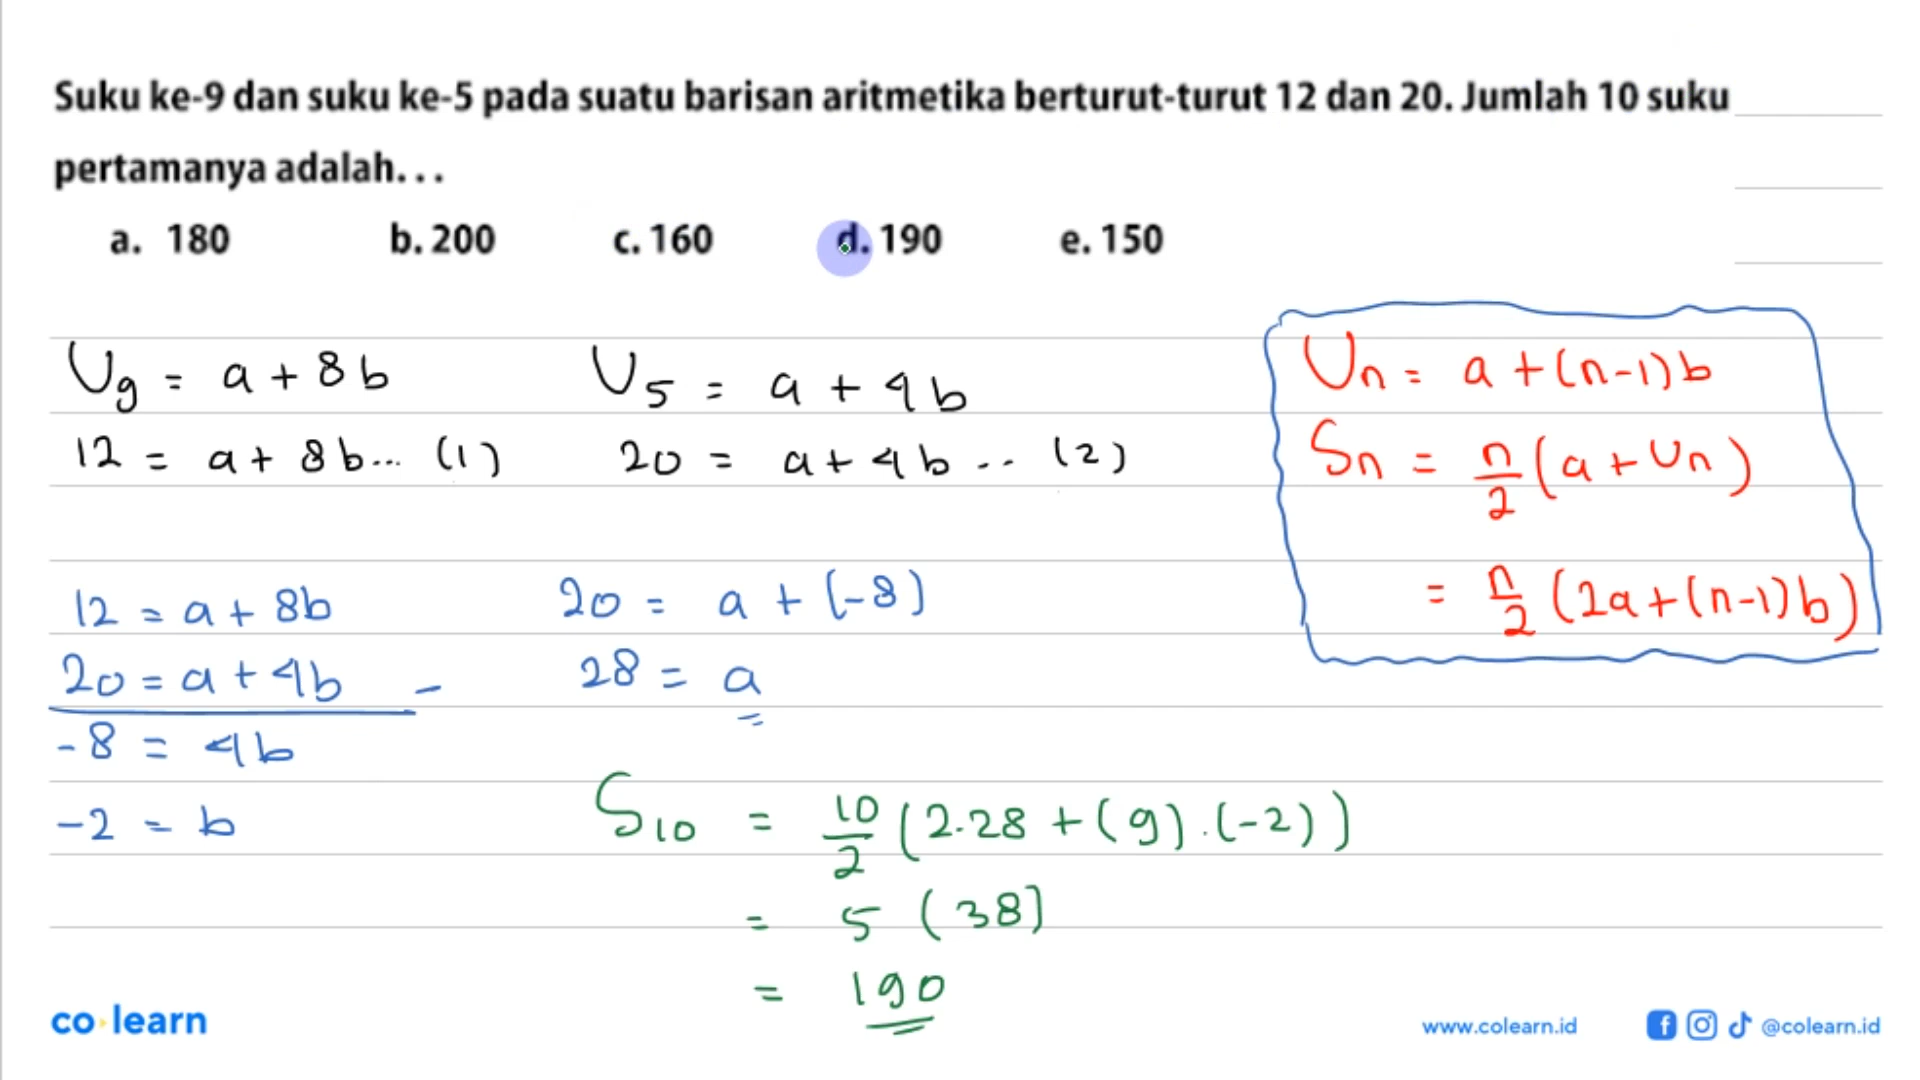 Suku ke-9 dan suku ke-5 pada suatu barisan aritmetika berturut-turut 12 dan 20. Jumlah 10 suku
pertamanya adalah. . .
a. 180 b. 200 c. 160 d. 190 e. 150
U9 = a + 8b
12 = a + 8b... (1)
U5 = a + 4b
20 = a + 4b ... (2)
Un = a + (n-1)b
Sn = n/2 (a + Un)
= n/2 (2a + (n-1)b)
12 = a + 8b
20 = a + 4b -
-8 = 4b
-2 = b
20 = a + (-8)
28 = a
S10 = 10/2 (2.28 + (9).(-2))
= 5 (38)
= 190
co learn
www.colearn.id @colearn.id